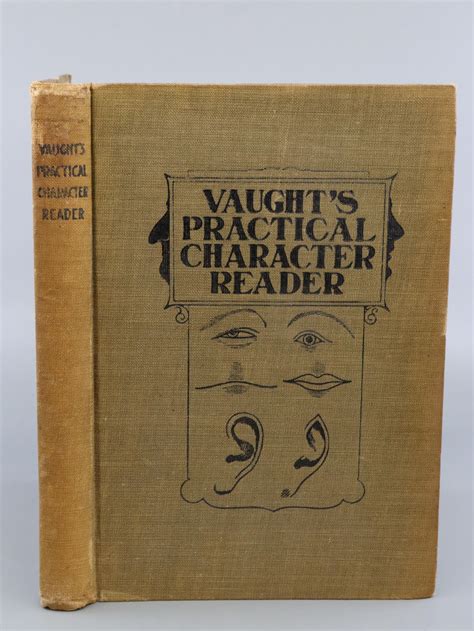 VAUGHT'S
PRACTICAL
CHARACTER
READER
VAUGHT'S
PRACTICAL
CHARACTER
READER